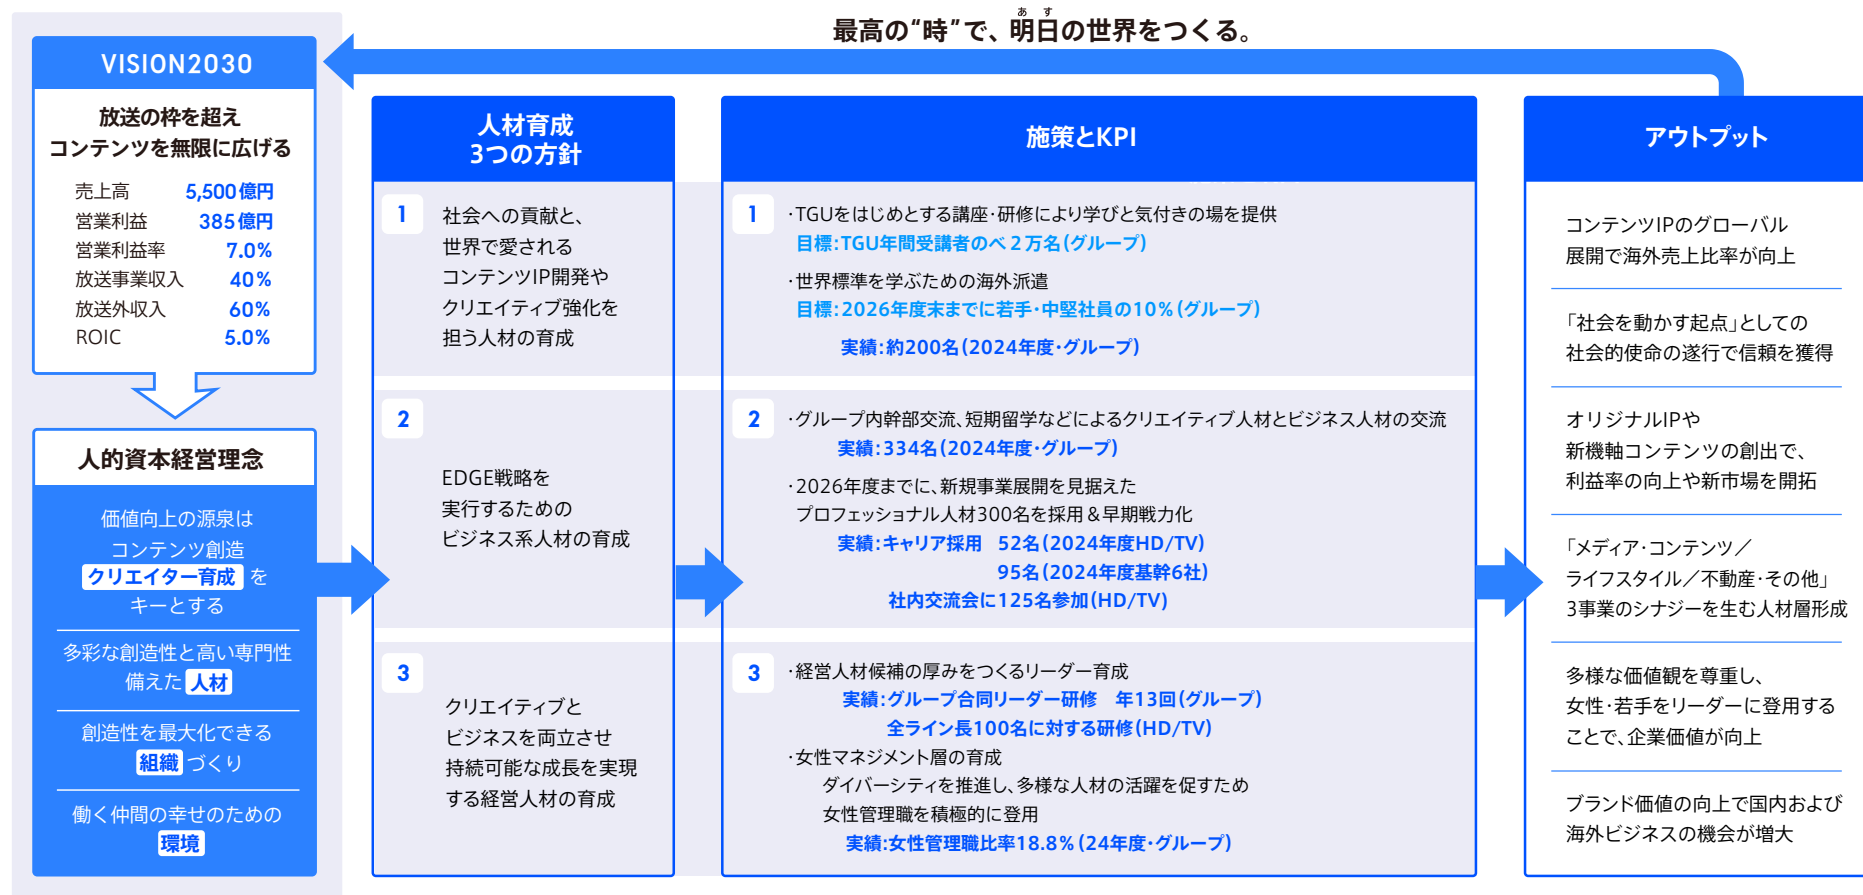 最高の“時”で、明日の世界をつくる。
あす
VISION2030
放送の枠を超え
コンテンツを無限に広げる
売上高 5,500億円
営業利益 385億円
営業利益率 7.0%
放送事業収入 40%
放送外収入 60%
ROIC 5.0%
人的資本経営理念
価値向上の源泉は
コンテンツ創造
クリエイター育成 を
キーとする
多彩な創造性と高い専門性
備えた 人材
創造性を最大化できる
組織 づくり
働く仲間の幸せのための
環境
人材育成
3つの方針
1
社会への貢献と、
世界で愛される
コンテンツIP開発や
クリエイティブ強化を
担う人材の育成
2
EDGE戦略を
実行するための
ビジネス系人材の育成
3
クリエイティブと
ビジネスを両立させ
持続可能な成長を実現
する経営人材の育成
施策とKPI
1
・TGUをはじめとする講座・研修により学びと気付きの場を提供
目標：TGU年間受講者のべ2万名（グループ）
・世界標準を学ぶための海外派遣
目標：2026年度末までに若手・中堅社員の10%（グループ）
実績：約200名（2024年度・グループ）
2
・グループ内幹部交流、短期留学などによるクリエイティブ人材とビジネス人材の交流
実績：334名（2024年度・グループ）
・2026年度までに、新規事業展開を見据えた
プロフェッショナル人材300名を採用＆早期戦力化
実績：キャリア採用 52名（2024年度HD/TV）
95名（2024年度基幹6社）
社内交流会に125名参加（HD/TV）
3
・経営人材候補の厚みをつくるリーダー育成
実績：グループ合同リーダー研修 年13回（グループ）
全ライン長100名に対する研修（HD/TV）
・女性マネジメント層の育成
ダイバーシティを推進し、多様な人材の活躍を促すため
女性管理職を積極的に登用
実績：女性管理職比率18.8%（24年度・グループ）
アウトプット
コンテンツIPのグローバル
展開で海外売上比率が向上
「社会を動かす起点」としての
社会的使命の遂行で信頼を獲得
オリジナルIPや
新機軸コンテンツの創出で、
利益率の向上や新市場を開拓
「メディア・コンテンツ／
ライフスタイル／不動産・その他」
3事業のシナジーを生む人材層形成
多様な価値観を尊重し、
女性・若手をリーダーに登用する
ことで、企業価値が向上
ブランド価値の向上で国内および
海外ビジネスの機会が増大